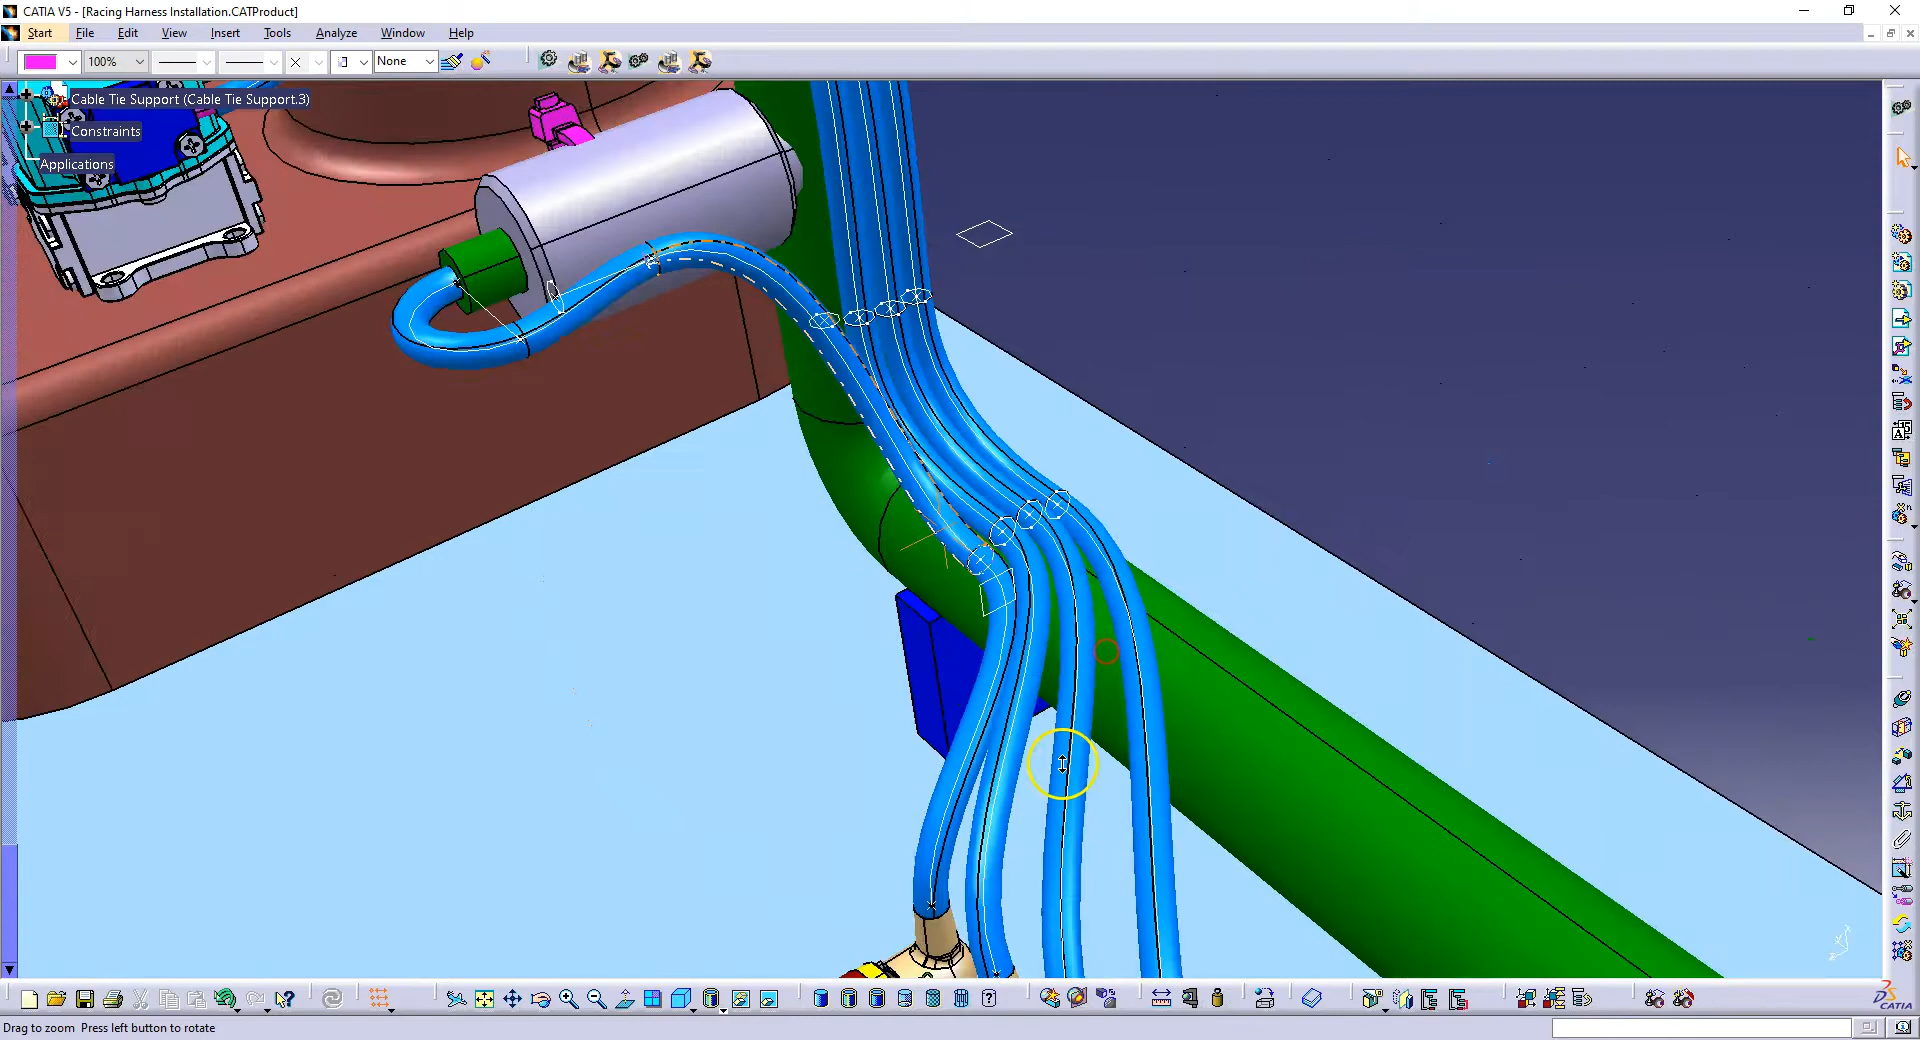 CATIA V5 - [Racing Harness Installation.CATProduct]
Start File Edit View Insert Tools Analyze Window Help
100% None
Cable Tie Support (Cable Tie Support.3)
Constraints
Applications
CATIA
Drag to zoom Press left button to rotate